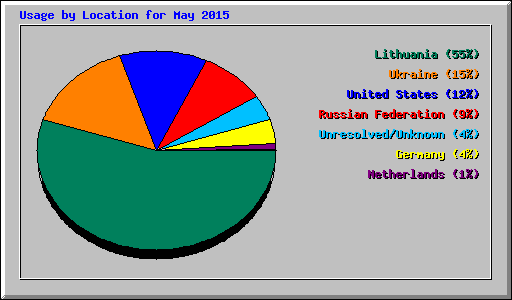 Usage by Location for May 2015
Lithuania (55%)
Ukraine (15%)
United States (12%)
Russian Federation (9%)
Unresolved/Unknown (4%)
Germany (4%)
Netherlands (1%)